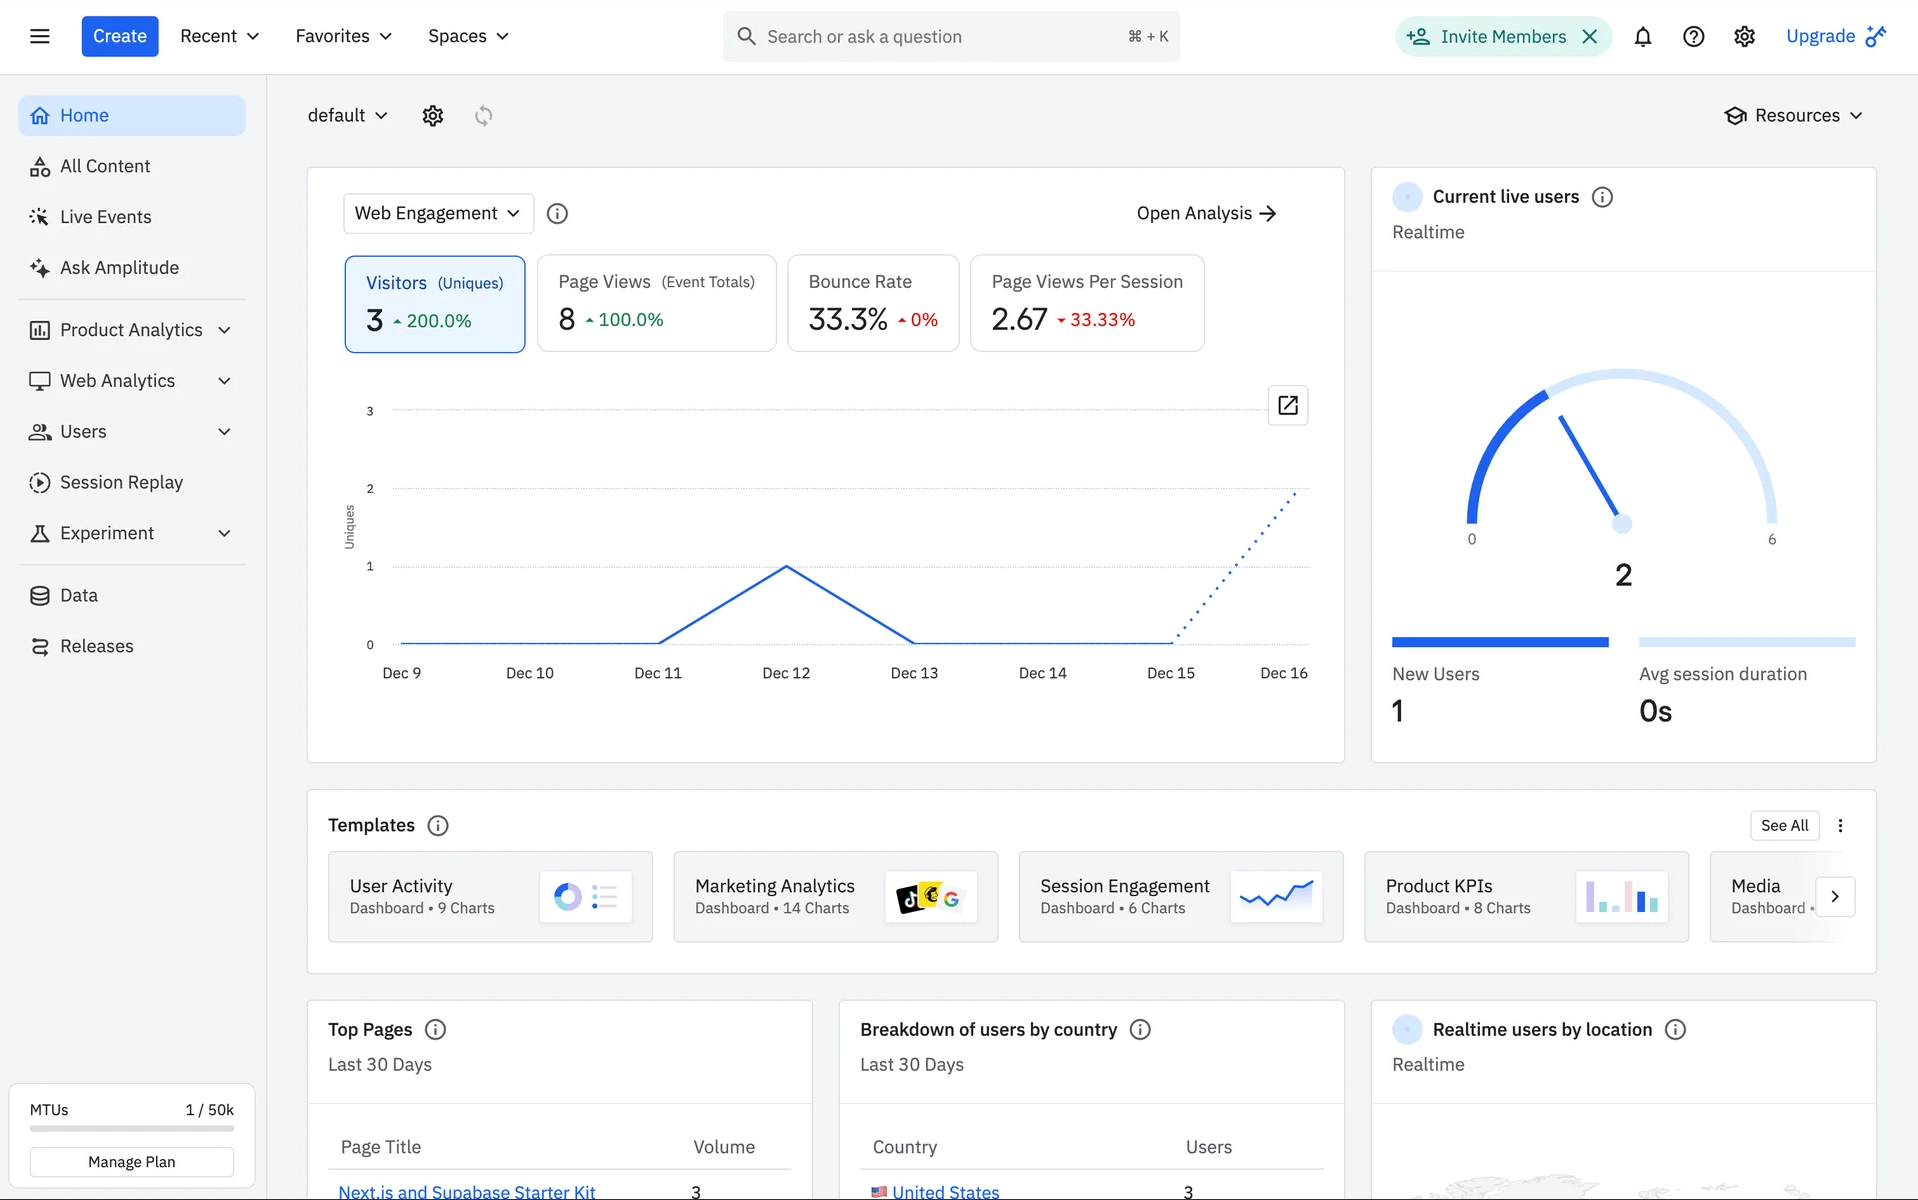 Create
Recent
Favorites
Spaces
Search or ask a question
⌘ + K
Invite Members
Upgrade
Home
All Content
Live Events
Ask Amplitude
Product Analytics
Web Analytics
Users
Session Replay
Experiment
Data
Releases
MTUs 1 / 50k
Manage Plan
default
Resources
Web Engagement
Open Analysis
Visitors (Uniques)
3 200.0%
Page Views (Event Totals)
8 100.0%
Bounce Rate
33.3% 0%
Page Views Per Session
2.67 33.33%
3
2
1
0
Uniques
Dec 9 Dec 10 Dec 11 Dec 12 Dec 13 Dec 14 Dec 15 Dec 16
Current live users
Realtime
0 6
2
New Users
1
Avg session duration
0s
Templates
See All
User Activity
Dashboard • 9 Charts
Marketing Analytics
Dashboard • 14 Charts
Session Engagement
Dashboard • 6 Charts
Product KPIs
Dashboard • 8 Charts
Media
Dashboard •
Top Pages
Last 30 Days
Page Title Volume
Next.js and Supabase Starter Kit 3
Breakdown of users by country
Last 30 Days
Country Users
United States 3
Realtime users by location
Realtime